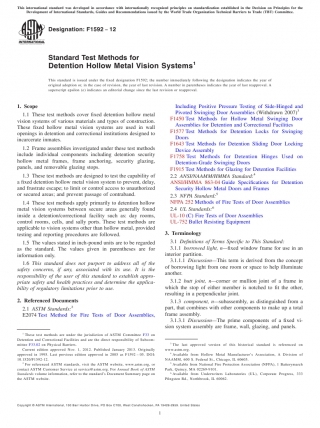 This international standard was developed in accordance with internationally recognized principles on standardization established in the Decision on Principles for the
Development of International Standards, Guides and Recommendations issued by the World Trade Organization Technical Barriers to Trade (TBT) Committee.
Designation: F1592 − 12
INTERNATIONAL
Standard Test Methods for
Detention Hollow Metal Vision Systems1
This standard is issued under the fixed designation F1592; the number immediately following the designation indicates the year of
original adoption or, in the case of revision, the year of last revision. A number in parentheses indicates the year of last reapproval. A
superscript epsilon (ε) indicates an editorial change since the last revision or reapproval.
1. Scope
1.1 These test methods cover fixed detention hollow metal
vision systems of various materials and types of construction.
These fixed hollow metal vision systems are used in wall
openings in detention and correctional institutions designed to
incarcerate inmates.
1.2 Frame assemblies investigated under these test methods
include individual components including detention security
hollow metal frames, frame anchoring, security glazing,
panels, and removable glazing stops.
1.3 These test methods are designed to test the capability of
a fixed detention hollow metal vision system to prevent, delay,
and frustrate escape; to limit or control access to unauthorized
or secured areas; and prevent passage of contraband.
1.4 These test methods apply primarily to detention hollow
metal vision systems between secure areas generally found
inside a detention/correctional facility such as: day rooms,
control rooms, cells, and sally ports. These test methods are
applicable to vision systems other than hollow metal, provided
testing and reporting procedures are followed.
1.5 The values stated in inch-pound units are to be regarded
as the standard. The values given in parentheses are for
information only.
1.6 This standard does not purport to address all of the
safety concerns, if any, associated with its use. It is the
responsibility of the user of this standard to establish appro-
priate safety and health practices and determine the applica-
bility of regulatory limitations prior to use.
2. Referenced Documents
2.1 ASTM Standards:2
E2074 Test Method for Fire Tests of Door Assemblies,
1 These test methods are under the jurisdiction of ASTM Committee F33 on
Detention and Correctional Facilities and are the direct responsibility of Subcom-
mittee F33.02 on Physical Barriers.
Current edition approved Nov. 1, 2012. Published January 2013. Originally
2 For referenced ASTM standards, visit the ASTM website, www.astm.org, or
contact ASTM Customer Service at service@astm.org. For Annual Book of ASTM
Standards volume information, refer to the standard's Document Summary page on
the ASTM website.
Including Positive Pressure Testing of Side-Hinged and
Pivoted Swinging Door Assemblies (Withdrawn 2007)3
F1450 Test Methods for Hollow Metal Swinging Door
Assemblies for Detention and Correctional Facilities
F1577 Test Methods for Detention Locks for Swinging
Doors
F1643 Test Methods for Detention Sliding Door Locking
Device Assembly
F1758 Test Methods for Detention Hinges Used on
Detention-Grade Swinging Doors
F1915 Test Methods for Glazing for Detention Facilities
2.2 ANSI/NAAMM/HMMA Standard:4
ANSI/HMMA 863-04 Guide Specifications for Detention
Security Hollow Metal Doors and Frames
2.3 NFPA Standard:5
NFPA 252 Methods of Fire Tests of Door Assemblies
2.4 UL Standards:6
UL-10 (C) Fire Tests of Door Assemblies
UL-752 Bullet Resisting Equipment
3. Terminology
3.1 Definitions of Terms Specific to This Standard:
3.1.1 borrowed light, n—fixed window frame for use in an
interior partition.
3.1.1.1 Discussion—This term is derived from the concept
of borrowing light from one room or space to help illuminate
another.
3.1.2 butt joint, n—corner or mullion joint of a frame in
which the stop of either member is notched to fit the other,
resulting in a perpendicular joint.
3.1.3 component, n—subassembly, as distinguished from a
part, that combines with other components to make up a total
frame assembly.
3.1.3.1 Discussion—The prime components of a fixed vi-
sion system assembly are frame, wall, glazing, and panels.
3 The last approved version of this historical standard is referenced on
www.astm.org.
4 Available from Hollow Metal Manufacturer's Association, A Division of
5 Available from National Fire Protection Association (NFPA), 1 Batterymarch
Park, Quincy, MA 02269-9101.
6 Available from Underwriters Laboratories (UL), Corporate Progress, 333
Pfingsten Rd., Northbrook, IL 60062.
Copyright © ASTM International, 100 Barr Harbor Drive, PO Box C700, West Conshohocken, PA 19428-2959. United States
1